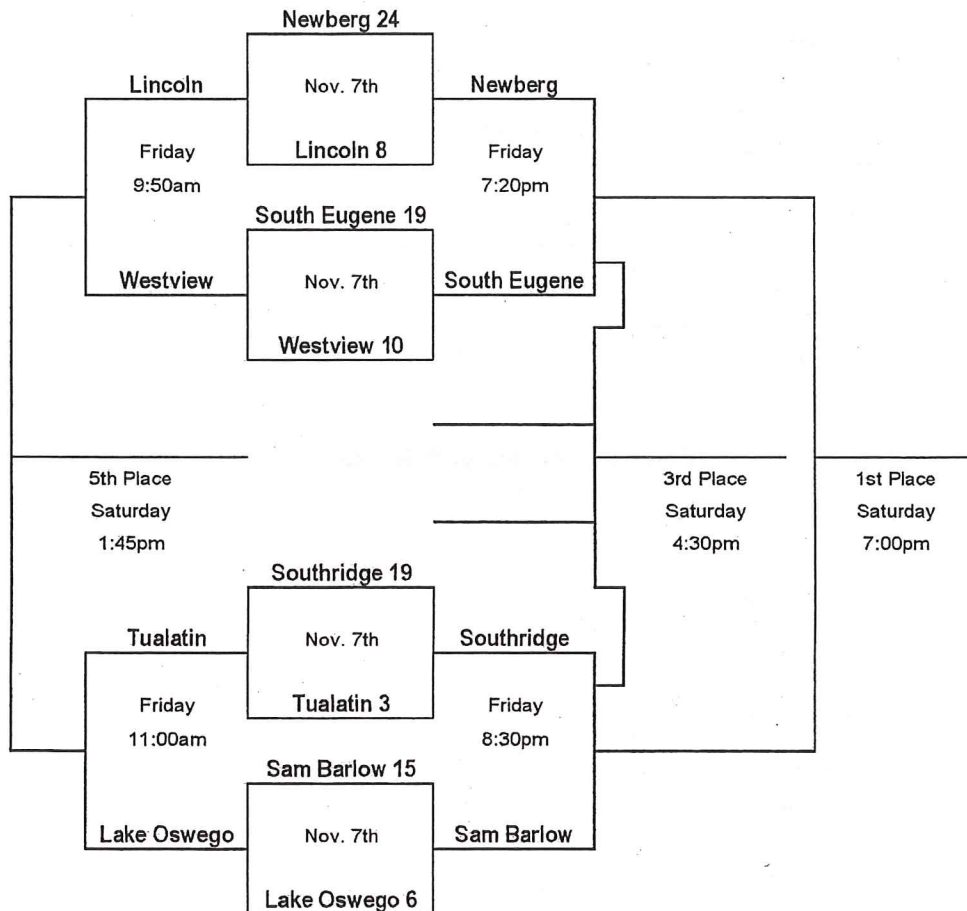 Newberg 24
Lincoln
Nov. 7th
Newberg
Friday
9:50am
Lincoln 8
Friday
7:20pm
South Eugene 19
Westview
Nov. 7th
South Eugene
Westview 10
5th Place
Saturday
1:45pm
3rd Place
Saturday
4:30pm
1st Place
Saturday
7:00pm
Southridge 19
Tualatin
Nov. 7th
Southridge
Friday
11:00am
Tualatin 3
Friday
8:30pm
Sam Barlow 15
Lake Oswego
Nov. 7th
Sam Barlow
Lake Oswego 6